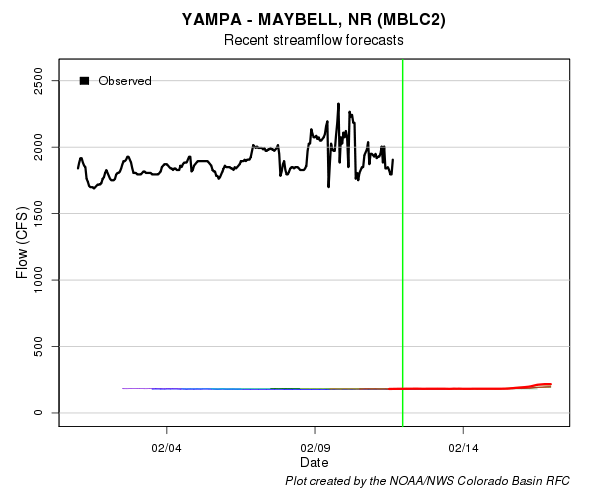 YAMPA - MAYBELL, NR (MBLC2)
Recent streamflow forecasts
Observed
2500
2000
1500
1000
500
0
Flow (CFS)
02/04
02/09
02/14
Date
Plot created by the NOAA/NWS Colorado Basin RFC